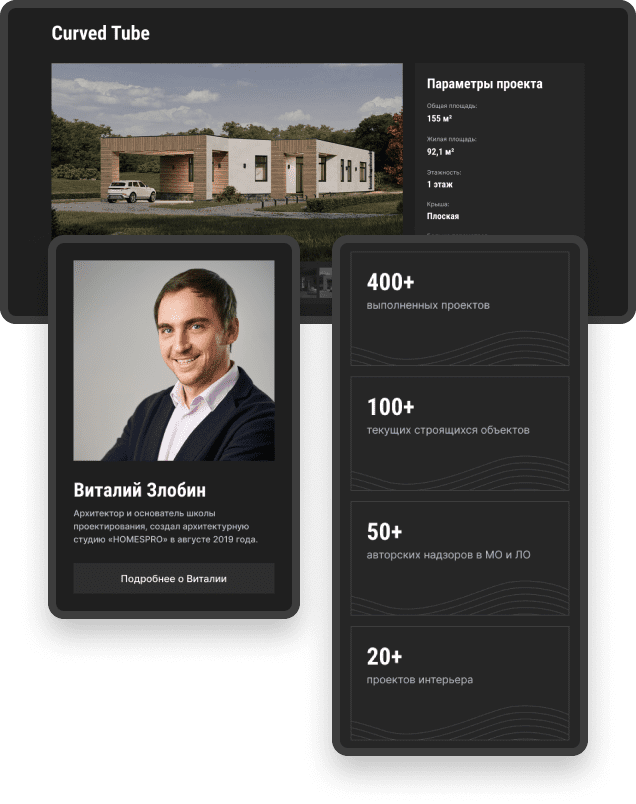 Curved Tube
Параметры проекта
Общая площадь:
155 м²
Жилая площадь:
92,1 м²
Этажность:
1 этаж
Крыша:
Плоская
Виталий Злобин
Архитектор и основатель школы
проектирования, создал архитектурную
студию «HOMESPRO» в августе 2019 года.
Подробнее о Виталии
400+
выполненных проектов
100+
текущих строящихся объектов
50+
авторских надзоров в МО и ЛО
20+
проектов интерьера